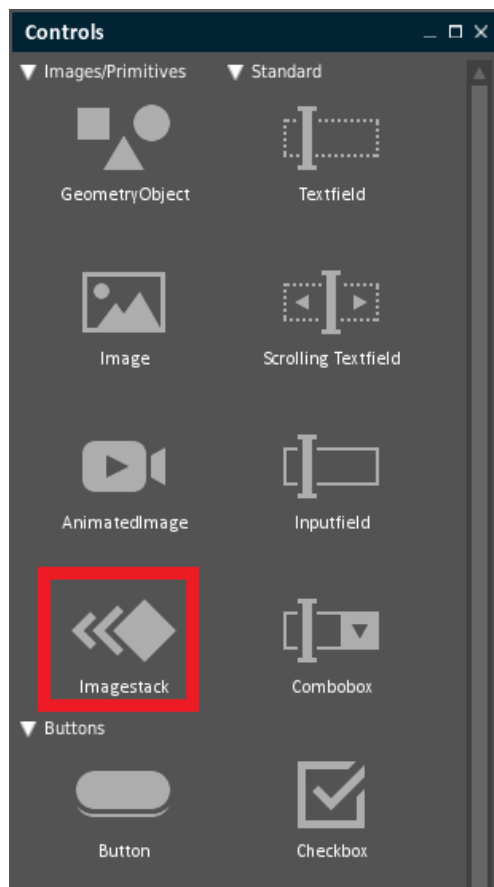 Controls
Images/Primitives
Standard
GeometryObject
Textfield
Image
Scrolling Textfield
AnimatedImage
Inputfield
Imagestack
Combobox
Buttons
Button
Checkbox